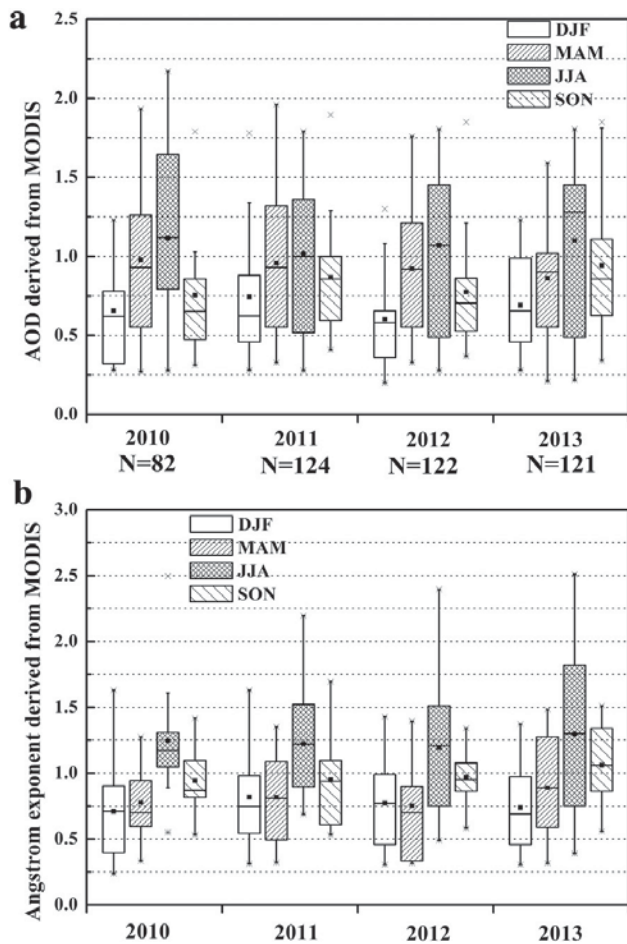 a
AOD derived from MODIS
2.5
2.0
1.5
1.0
0.5
0.0
DJF
MAM
JJA
SON
2010 2011 2012 2013
N=82 N=124 N=122 N=121
b
Angstrom exponent derived from MODIS
3.0
2.5
2.0
1.5
1.0
0.5
0.0
DJF
MAM
JJA
SON
2010 2011 2012 2013